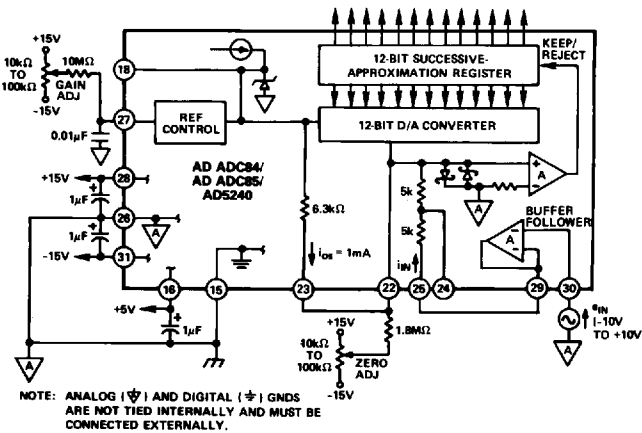 +15V
10kΩ
TO
100kΩ
-15V
10MΩ
GAIN
ADJ
0.01μF
18
27
REF
CONTROL
12-BIT SUCCESSIVE-
APPROXIMATION REGISTER
KEEP/
REJECT
12-BIT D/A CONVERTER
AD ADC84/
AD ADC85/
AD5240
+15V
28
1μF
26
A
1μF
-15V
31
6.3kΩ
iOS = 1mA
5k
5k
iIN
A
+
A
−
BUFFER
FOLLOWER
A
−
−
16
15
23
22
25
24
29
30
+5V
1μF
A
+15V
10kΩ
TO
100kΩ
-15V
ZERO
ADJ
1.8MΩ
eIN
(-10V
TO +10V
A
NOTE: ANALOG ( ) AND DIGITAL ( ) GNDS
ARE NOT TIED INTERNALLY AND MUST BE
CONNECTED EXTERNALLY.